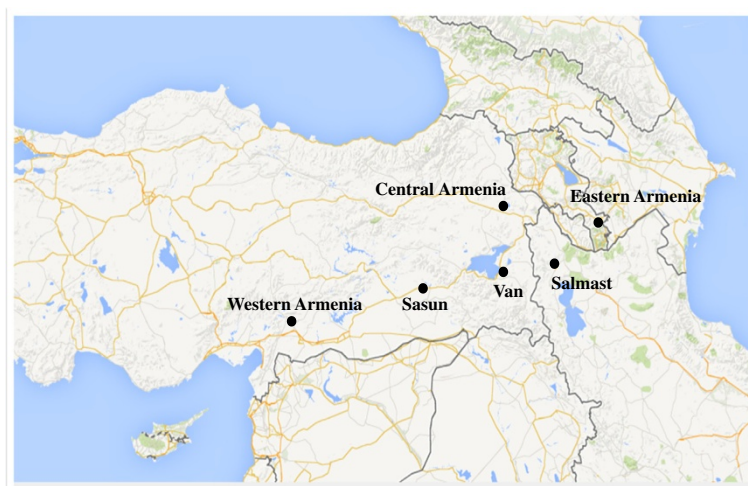 Central Armenia
Eastern Armenia
Van
Salmast
Western Armenia
Sasun